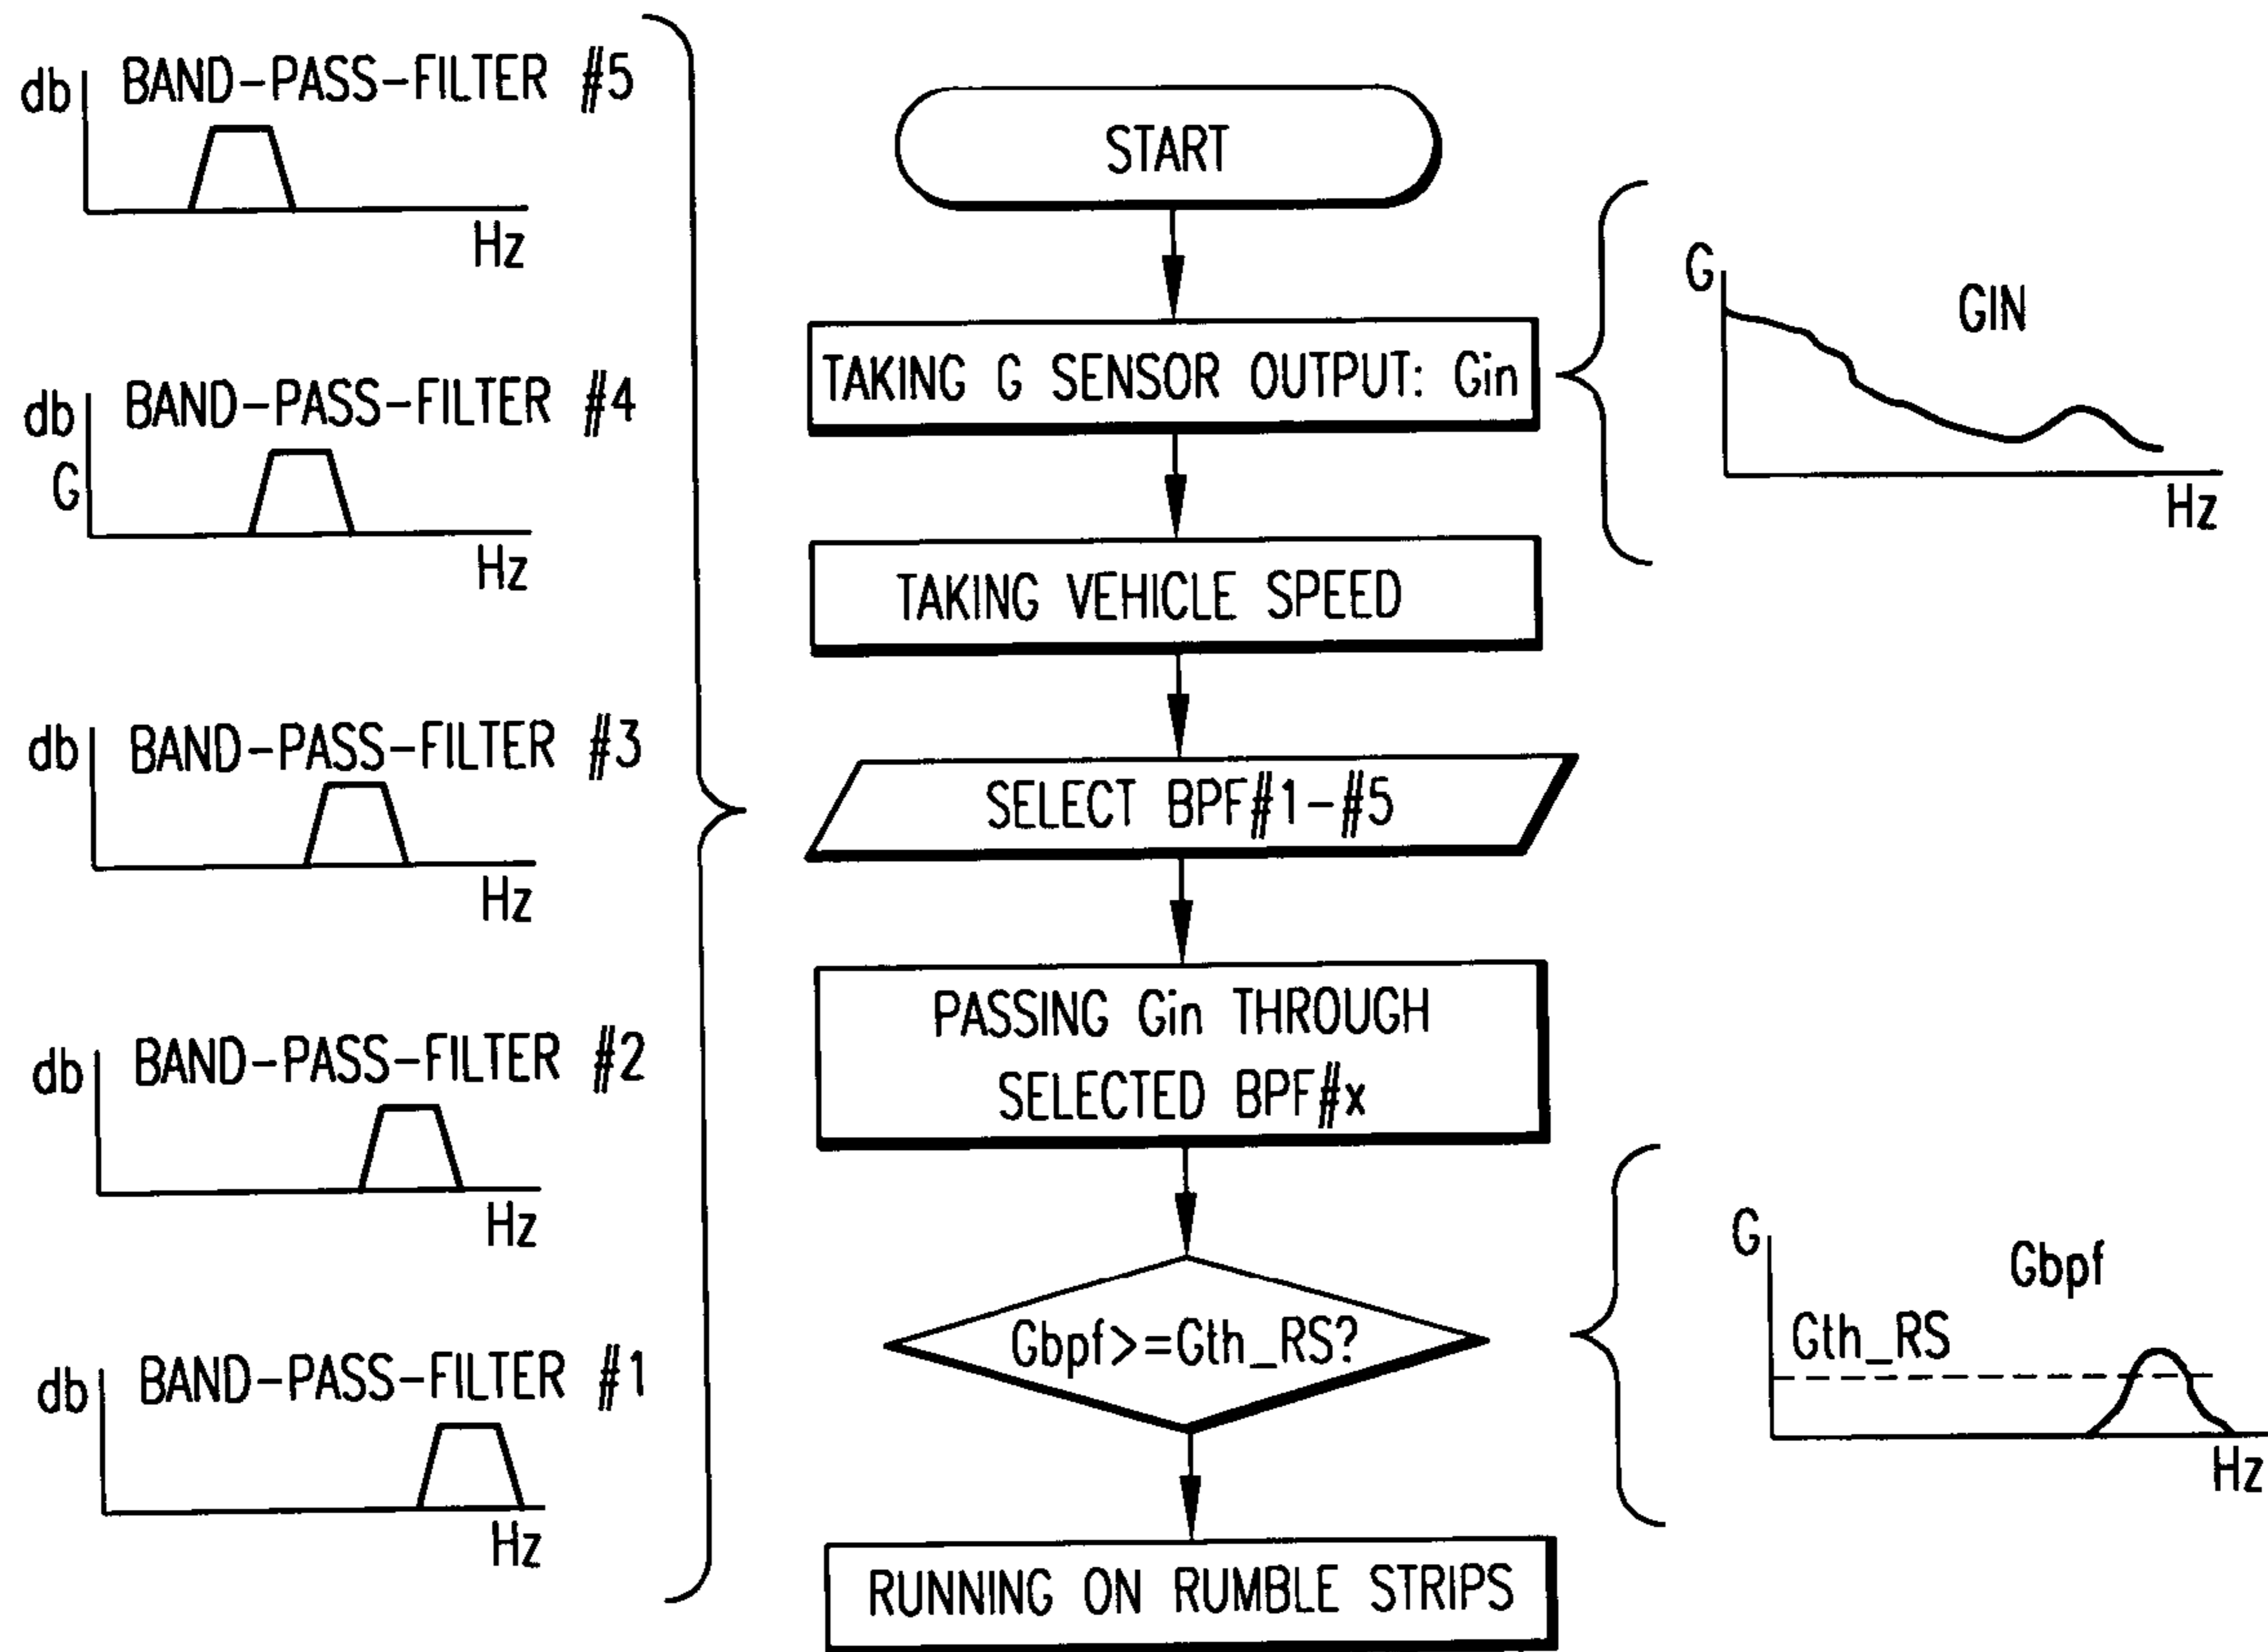 db BAND-PASS-FILTER #5
Hz
db BAND-PASS-FILTER #4
G
Hz
db BAND-PASS-FILTER #3
Hz
db BAND-PASS-FILTER #2
Hz
db BAND-PASS-FILTER #1
Hz
START
TAKING G SENSOR OUTPUT: Gin
TAKING VEHICLE SPEED
SELECT BPF#1-#5
PASSING Gin THROUGH
SELECTED BPF#x
Gbpf>=Gth_RS?
RUNNING ON RUMBLE STRIPS
G
GIN
Hz
G
Gbpf
Gth_RS
Hz